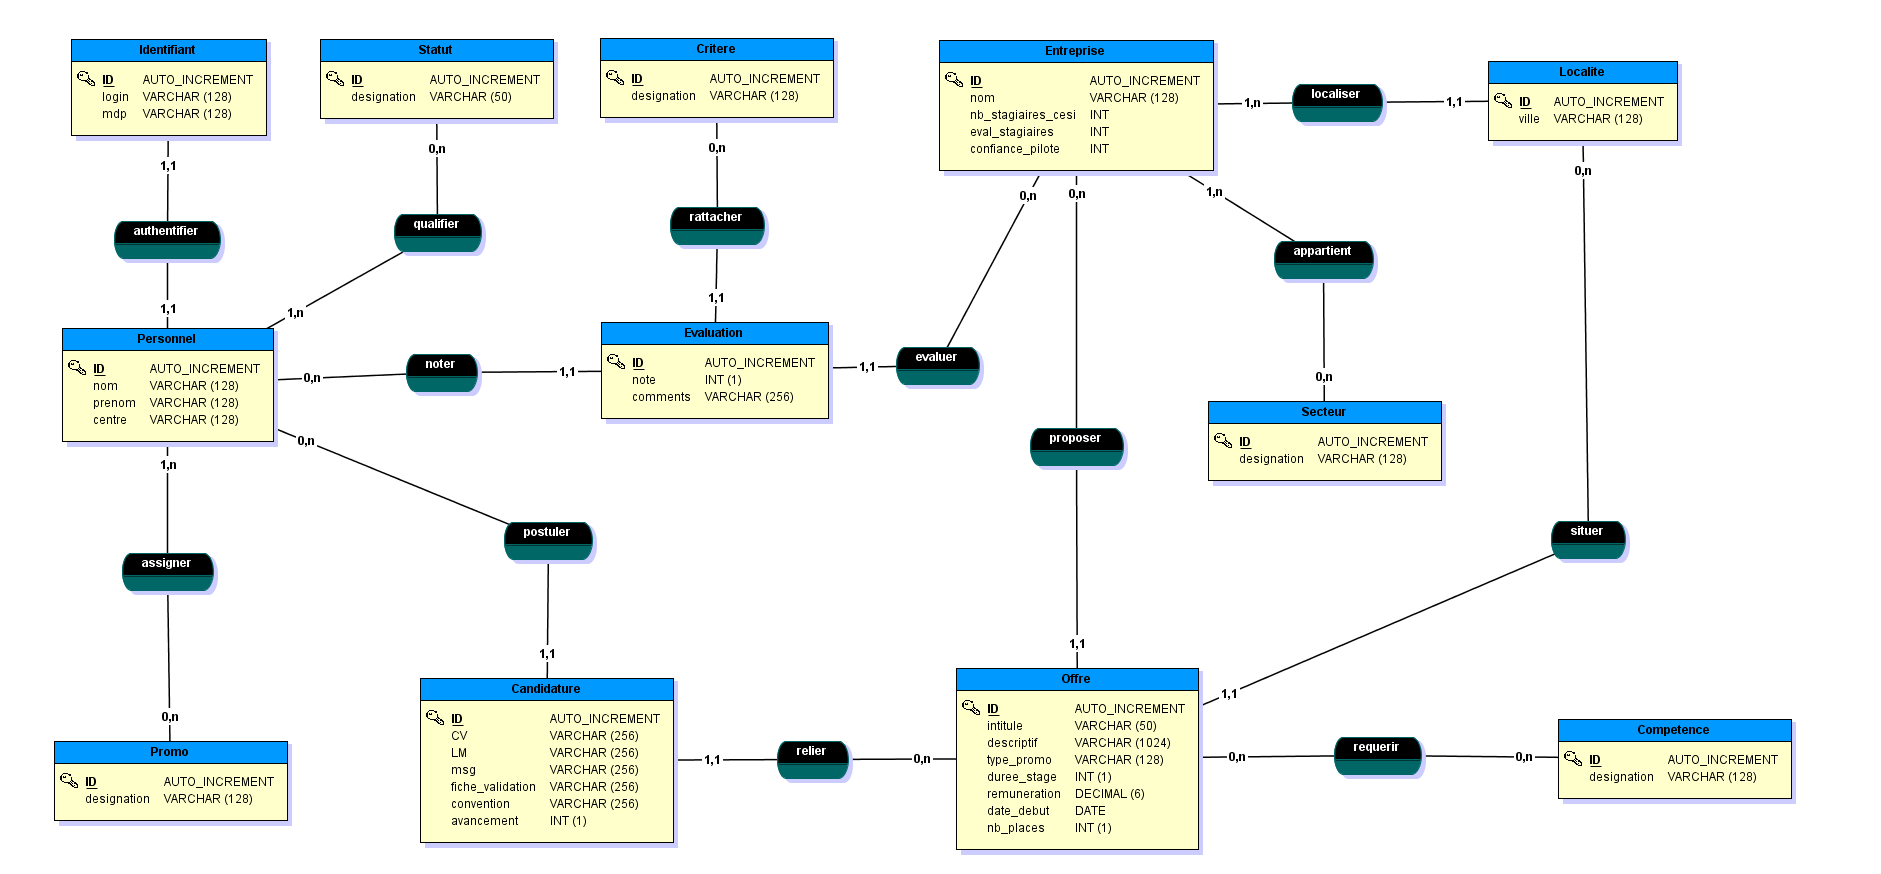 Identifiant
ID AUTO_INCREMENT
login VARCHAR (128)
mdp VARCHAR (128)
Statut
ID AUTO_INCREMENT
designation VARCHAR (50)
Critere
ID AUTO_INCREMENT
designation VARCHAR (128)
Entreprise
ID AUTO_INCREMENT
nom VARCHAR (128)
nb_stagiaires_cesi INT
eval_stagiaires INT
confiance_pilote INT
1,n
localiser
1,1
Localite
ID AUTO_INCREMENT
ville VARCHAR (128)
1,1
authentifier
1,1
0,n
qualifier
1,n
0,n
rattacher
1,1
0,n
0,n
1,n
appartient
0,n
0,n
Personnel
ID AUTO_INCREMENT
nom VARCHAR (128)
prenom VARCHAR (128)
centre VARCHAR (128)
0,n
noter
1,1
Evaluation
ID AUTO_INCREMENT
note INT (1)
comments VARCHAR (256)
1,1
evaluer
Secteur
ID AUTO_INCREMENT
designation VARCHAR (128)
proposer
1,n
assigner
0,n
0,n
postuler
1,1
1,1
situer
1,1
Promo
ID AUTO_INCREMENT
designation VARCHAR (128)
Candidature
ID AUTO_INCREMENT
CV VARCHAR (256)
LM VARCHAR (256)
msg VARCHAR (256)
fiche_validation VARCHAR (256)
convention VARCHAR (256)
avancement INT (1)
1,1
relier
0,n
Offre
ID AUTO_INCREMENT
intitule VARCHAR (50)
descriptif VARCHAR (1024)
type_promo VARCHAR (128)
duree_stage INT (1)
remuneration DECIMAL (6)
date_debut DATE
nb_places INT (1)
0,n
requerir
0,n
Competence
ID AUTO_INCREMENT
designation VARCHAR (128)